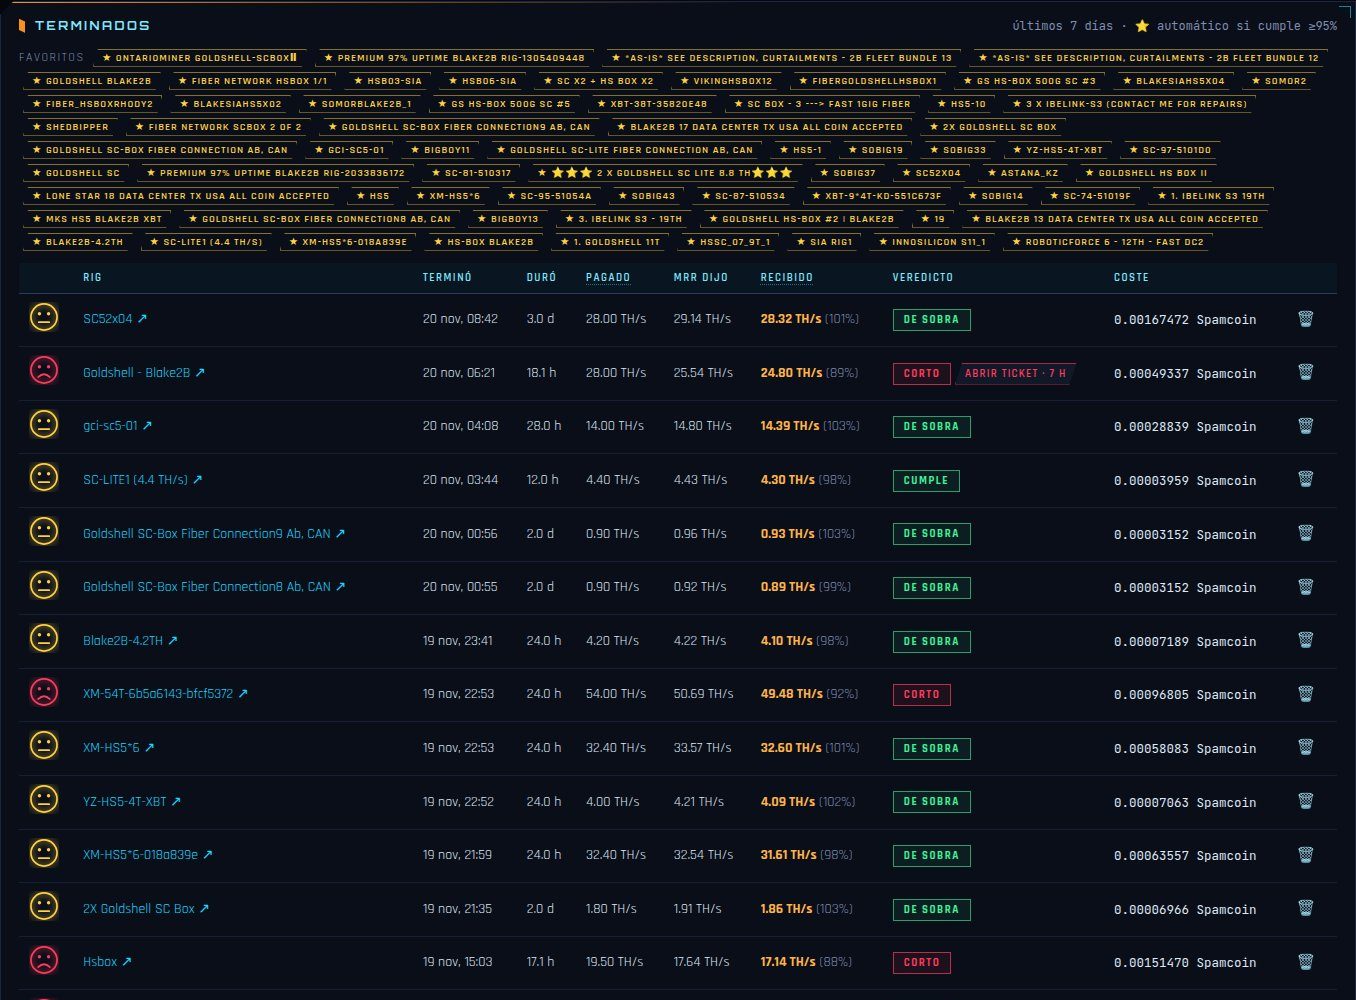 TERMINADOS
últimos 7 días · ⭐ automático si cumple ≥95%
FAVORITOS ★ ONTARIOMINER GOLDSHELL-SCBOX⏸ ★ PREMIUM 97% UPTIME BLAKE2B RIG-1305409448 ★ *AS-IS* SEE DESCRIPTION, CURTAILMENTS - 2B FLEET BUNDLE 13 ★ *AS-IS* SEE DESCRIPTION, CURTAILMENTS - 2B FLEET BUNDLE 12
★ GOLDSHELL BLAKE2B ★ FIBER NETWORK HSBOX 1/1 ★ HSB03-SIA ★ HSB06-SIA ★ SC X2 + HS BOX X2 ★ VIKINGHSBOX12 ★ FIBERGOLDSHELLHSBOX1 ★ GS HS-BOX 500G SC #3 ★ BLAKESIAHS5X04 ★ SOMOR2
★ FIBER_HSBOXRHODY2 ★ BLAKESIAHS5X02 ★ SOMORBLAKE2B_1 ★ GS HS-BOX 500G SC #5 ★ XBT-38T-35B20E48 ★ SC BOX - 3 ---> FAST 1GIG FIBER ★ HS5-10 ★ 3 X IBELINK-S3 (CONTACT ME FOR REPAIRS)
★ SHEDBIPPER ★ FIBER NETWORK SCBOX 2 OF 2 ★ GOLDSHELL SC-BOX FIBER CONNECTION9 AB, CAN ★ BLAKE2B 17 DATA CENTER TX USA ALL COIN ACCEPTED ★ 2X GOLDSHELL SC BOX
★ GOLDSHELL SC-BOX FIBER CONNECTION AB, CAN ★ GCI-SC5-01 ★ BIGBOY11 ★ GOLDSHELL SC-LITE FIBER CONNECTION AB, CAN ★ HS5-1 ★ SOBIG19 ★ SOBIG33 ★ YZ-HS5-4T-XBT ★ SC-97-5101D0
★ GOLDSHELL SC ★ PREMIUM 97% UPTIME BLAKE2B RIG-2033836172 ★ SC-81-510317 ★ ⭐⭐⭐ 2 X GOLDSHELL SC LITE 8.8 TH⭐⭐⭐ ★ SOBIG37 ★ SC52X04 ★ ASTANA_KZ ★ GOLDSHELL HS BOX II
★ LONE STAR 18 DATA CENTER TX USA ALL COIN ACCEPTED ★ HS5 ★ XM-HS5*6 ★ SC-95-51054A ★ SOBIG43 ★ SC-87-510534 ★ XBT-9*4T-KD-551C673F ★ SOBIG14 ★ SC-74-51019F ★ 1. IBELINK S3 19TH
★ MKS HS5 BLAKE2B XBT ★ GOLDSHELL SC-BOX FIBER CONNECTION8 AB, CAN ★ BIGBOY13 ★ 3. IBELINK S3 - 19TH ★ GOLDSHELL HS-BOX #2 | BLAKE2B ★ 19 ★ BLAKE2B 13 DATA CENTER TX USA ALL COIN ACCEPTED
★ BLAKE2B-4.2TH ★ SC-LITE1 (4.4 TH/S) ★ XM-HS5*6-018A839E ★ HS-BOX BLAKE2B ★ 1. GOLDSHELL 11T ★ HSSC_07_9T_1 ★ SIA RIG1 ★ INNOSILICON S11_1 ★ ROBOTICFORCE 6 - 12TH - FAST DC2
RIG TERMINÓ DURÓ PAGADO MRR DIJO RECIBIDO VEREDICTO COSTE
SC52x04 ↗ 20 nov, 08:42 3.0 d 28.00 TH/s 29.14 TH/s 28.32 TH/s (101%) DE SOBRA 0.00167472 Spamcoin
Goldshell - Blake2B ↗ 20 nov, 06:21 18.1 h 28.00 TH/s 25.54 TH/s 24.80 TH/s (89%) CORTO ABRIR TICKET · 7 H 0.00049337 Spamcoin
gci-sc5-01 ↗ 20 nov, 04:08 28.0 h 14.00 TH/s 14.80 TH/s 14.39 TH/s (103%) DE SOBRA 0.00028839 Spamcoin
SC-LITE1 (4.4 TH/s) ↗ 20 nov, 03:44 12.0 h 4.40 TH/s 4.43 TH/s 4.30 TH/s (98%) CUMPLE 0.00003959 Spamcoin
Goldshell SC-Box Fiber Connection9 Ab, CAN ↗ 20 nov, 00:56 2.0 d 0.90 TH/s 0.96 TH/s 0.93 TH/s (103%) DE SOBRA 0.00003152 Spamcoin
Goldshell SC-Box Fiber Connection8 Ab, CAN ↗ 20 nov, 00:55 2.0 d 0.90 TH/s 0.92 TH/s 0.89 TH/s (99%) DE SOBRA 0.00003152 Spamcoin
Blake2B-4.2TH ↗ 19 nov, 23:41 24.0 h 4.20 TH/s 4.22 TH/s 4.10 TH/s (98%) DE SOBRA 0.00007189 Spamcoin
XM-54T-6b5a6143-bfcf5372 ↗ 19 nov, 22:53 24.0 h 54.00 TH/s 50.69 TH/s 49.48 TH/s (92%) CORTO 0.00096805 Spamcoin
XM-HS5*6 ↗ 19 nov, 22:53 24.0 h 32.40 TH/s 33.57 TH/s 32.60 TH/s (101%) DE SOBRA 0.00058083 Spamcoin
YZ-HS5-4T-XBT ↗ 19 nov, 22:52 24.0 h 4.00 TH/s 4.21 TH/s 4.09 TH/s (102%) DE SOBRA 0.00007063 Spamcoin
XM-HS5*6-018a839e ↗ 19 nov, 21:59 24.0 h 32.40 TH/s 32.54 TH/s 31.61 TH/s (98%) DE SOBRA 0.00063557 Spamcoin
2X Goldshell SC Box ↗ 19 nov, 21:35 2.0 d 1.80 TH/s 1.91 TH/s 1.86 TH/s (103%) DE SOBRA 0.00006966 Spamcoin
Hsbox ↗ 19 nov, 15:03 17.1 h 19.50 TH/s 17.64 TH/s 17.14 TH/s (88%) CORTO 0.00151470 Spamcoin